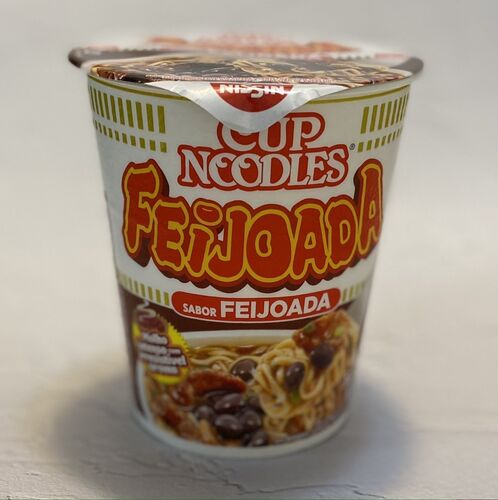 NISSIN
CUP
NOODLES®
FEIJOADA
SABOR FEIJOADA